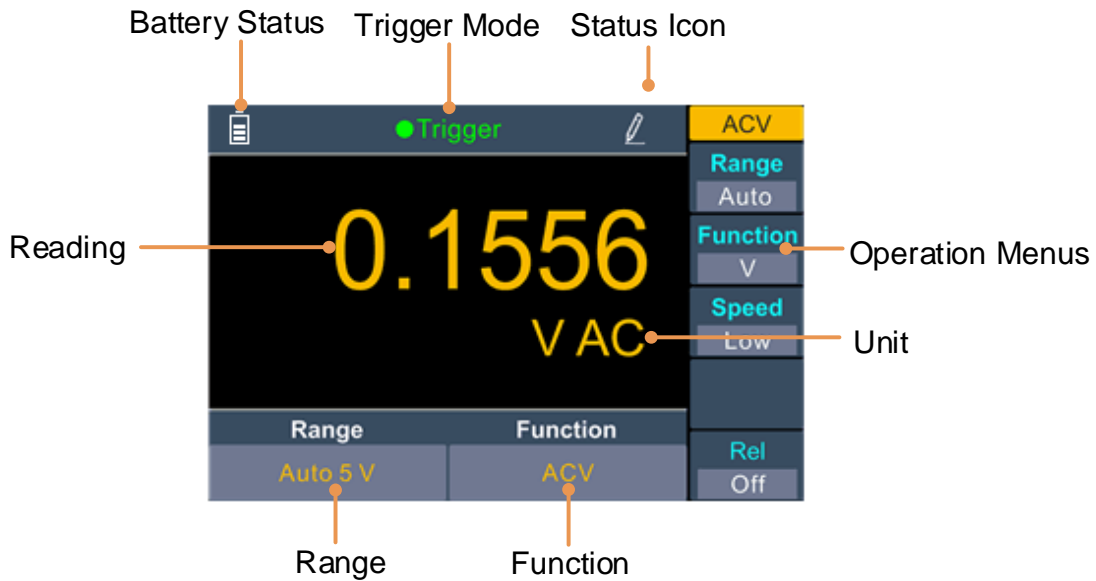 Battery Status
Trigger Mode
Status Icon
Trigger
ACV
Range
Auto
Reading
0.1556
Function
V
Operation Menus
Speed
Low
V AC
Unit
Range
Function
Auto 5 V
ACV
Rel
Off
Range
Function